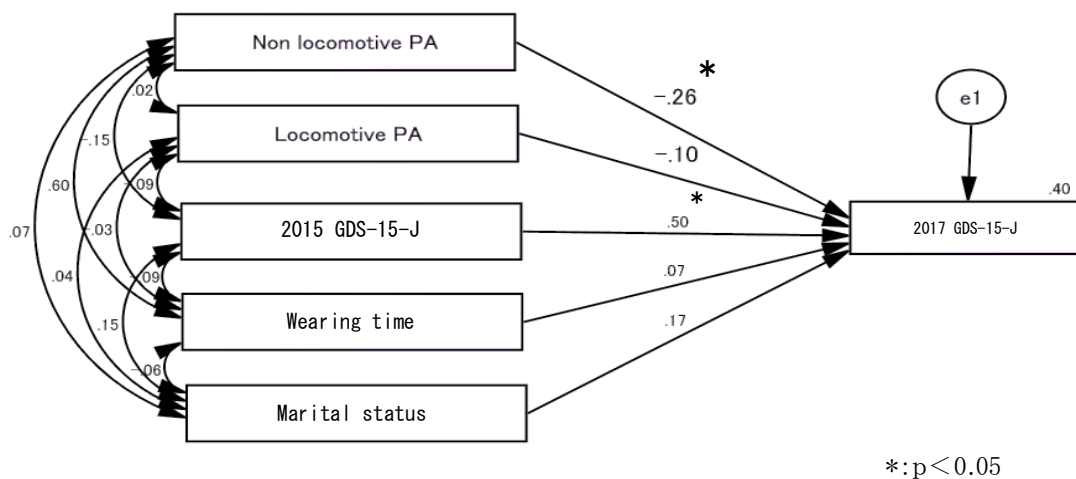 Non locomotive PA
*
-.26
e1
.02
Locomotive PA
-.15
-.10
.09
*
.40
.60
2015 GDS-15-J
.50
2017 GDS-15-J
.07
-.03
.09
.07
.04
Wearing time
.15
.17
-.06
Marital status
*:p<0.05